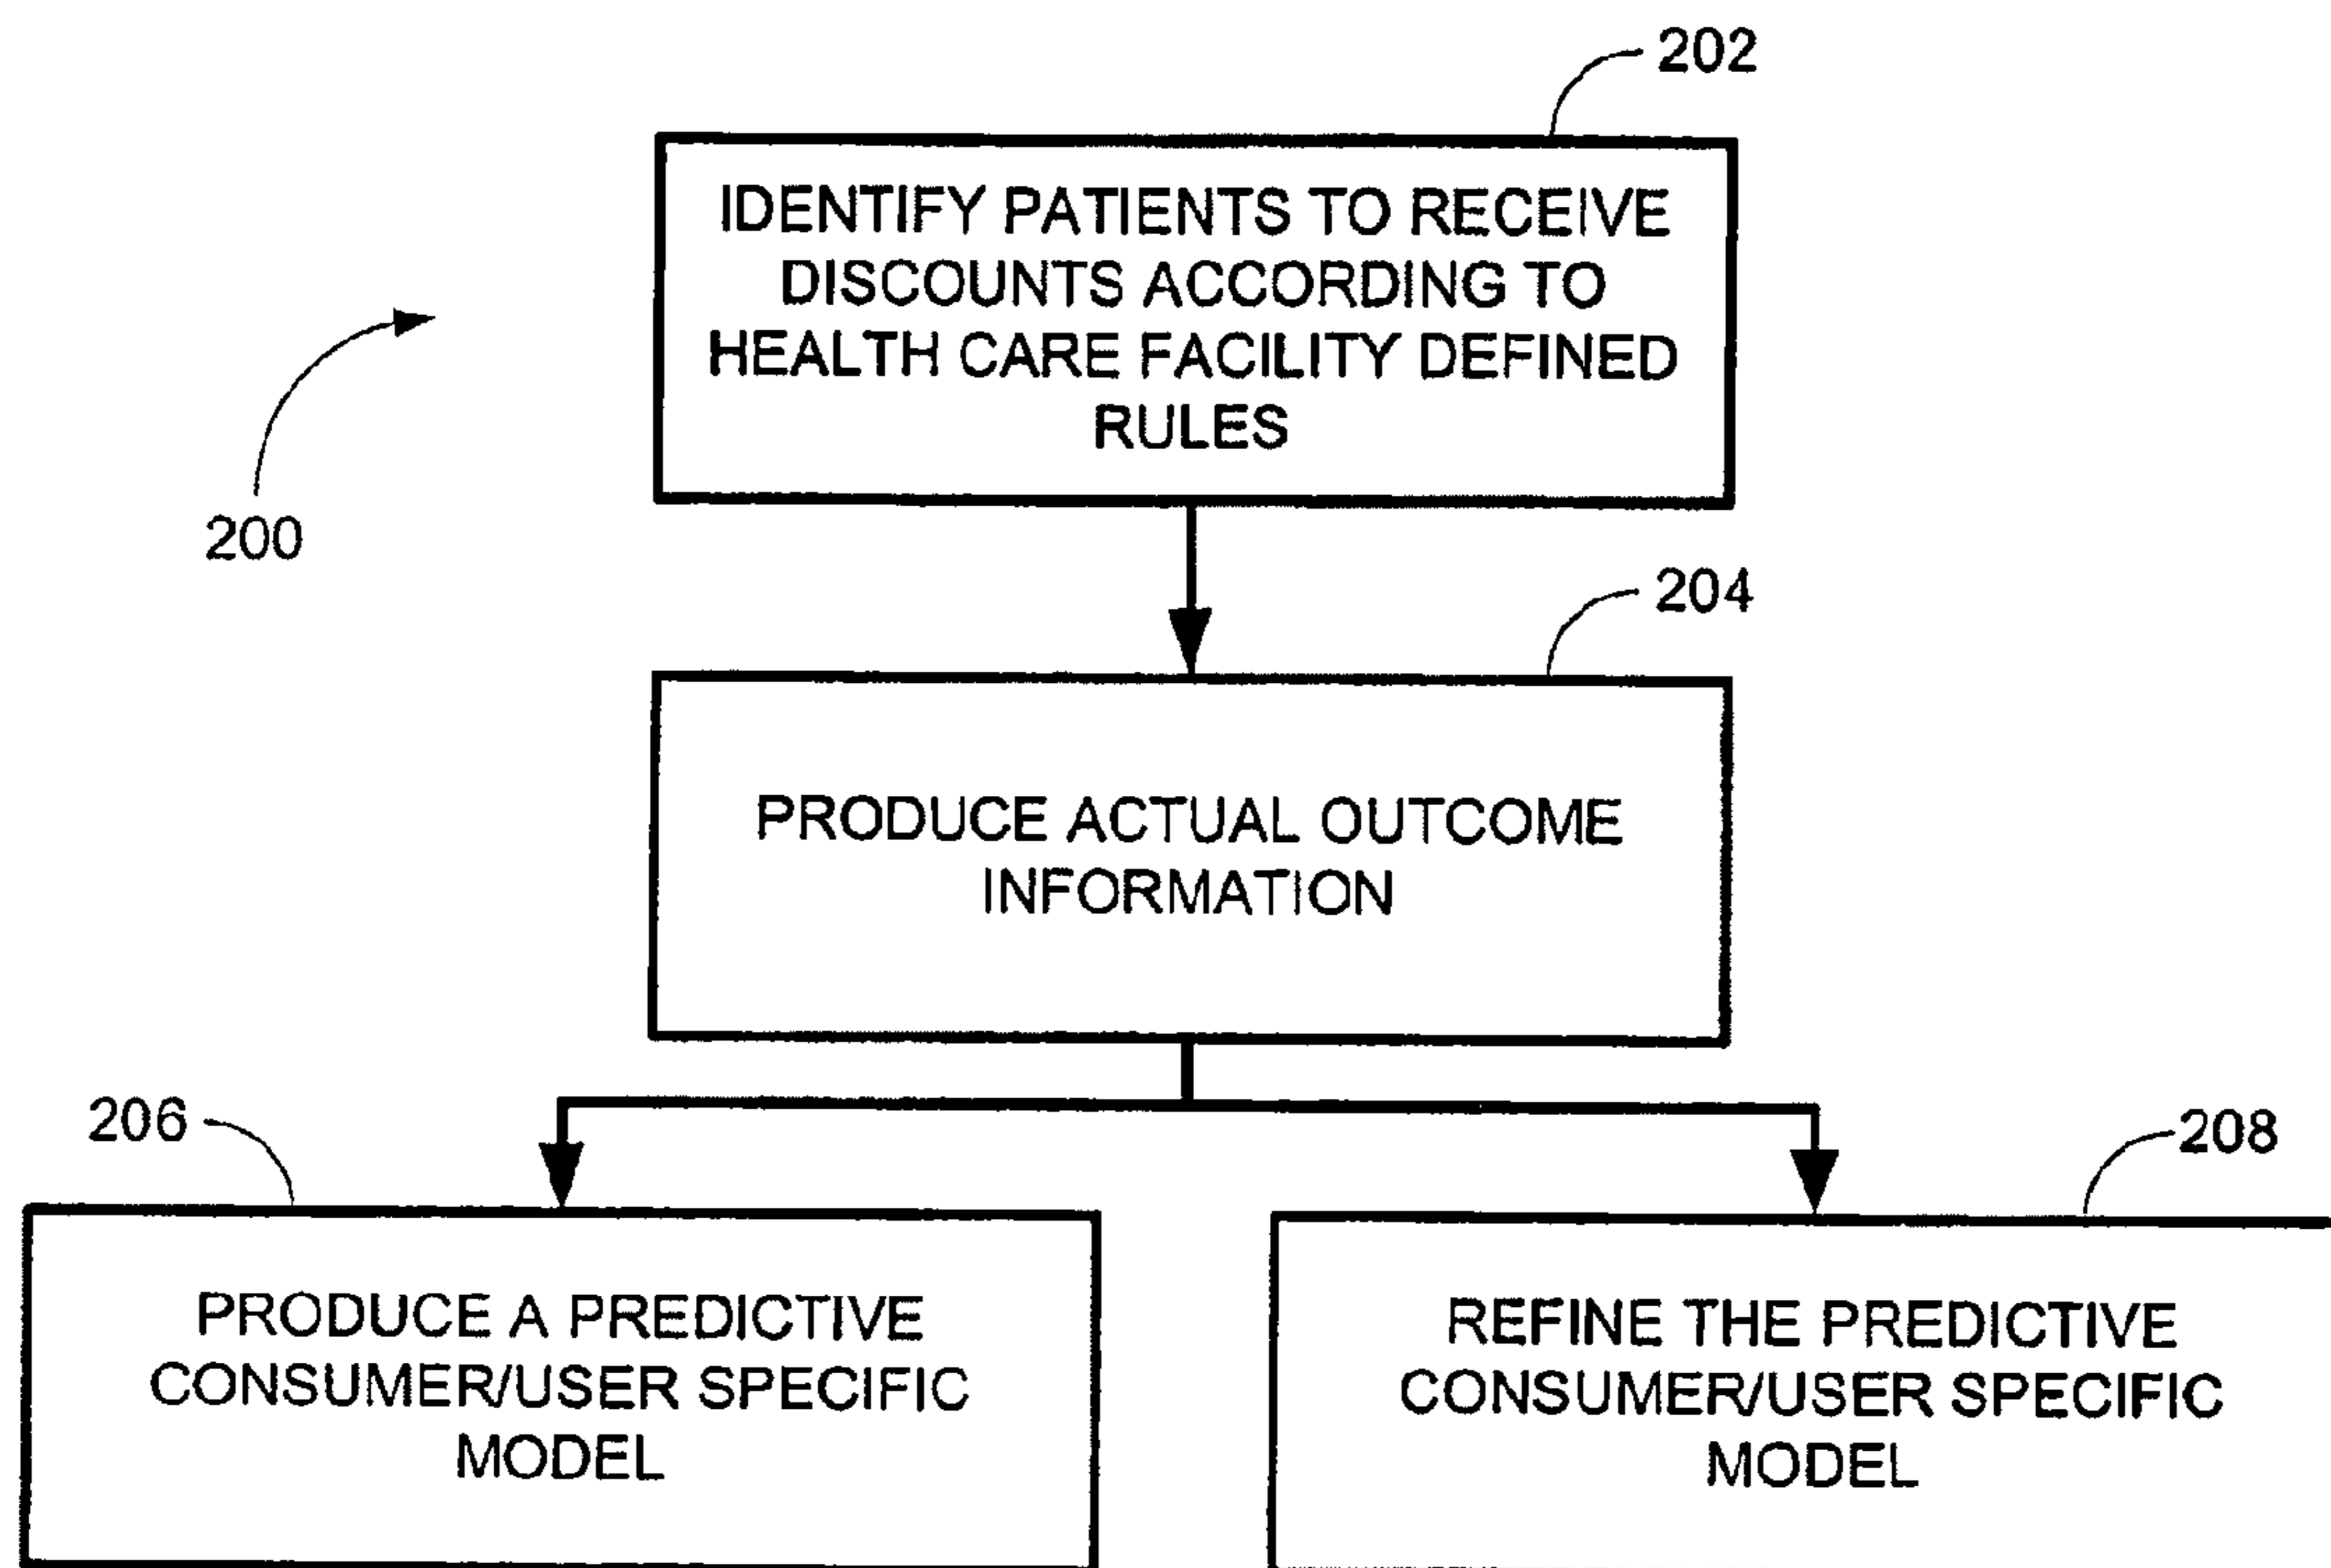 202
IDENTIFY PATIENTS TO RECEIVE
DISCOUNTS ACCORDING TO
HEALTH CARE FACILITY DEFINED
RULES
200
204
PRODUCE ACTUAL OUTCOME
INFORMATION
206
208
PRODUCE A PREDICTIVE
CONSUMER/USER SPECIFIC
MODEL
REFINE THE PREDICTIVE
CONSUMER/USER SPECIFIC
MODEL